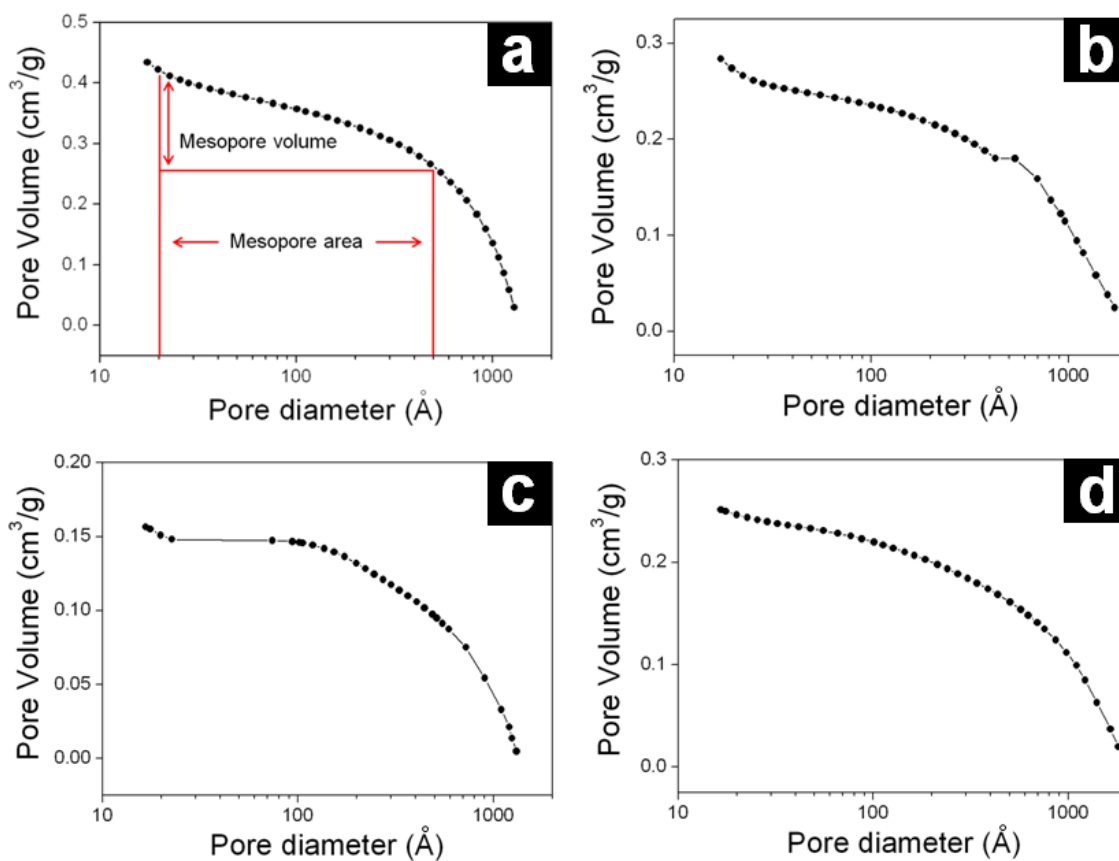 a
0.5
0.4
0.3
0.2
0.1
0.0
Pore Volume (cm³/g)
Mesopore volume
Mesopore area
10 100 1000
Pore diameter (Å)
b
0.3
0.2
0.1
0.0
Pore Volume (cm³/g)
10 100 1000
Pore diameter (Å)
c
0.20
0.15
0.10
0.05
0.00
Pore Volume (cm³/g)
10 100 1000
Pore diameter (Å)
d
0.3
0.2
0.1
0.0
Pore Volume (cm³/g)
10 100 1000
Pore diameter (Å)